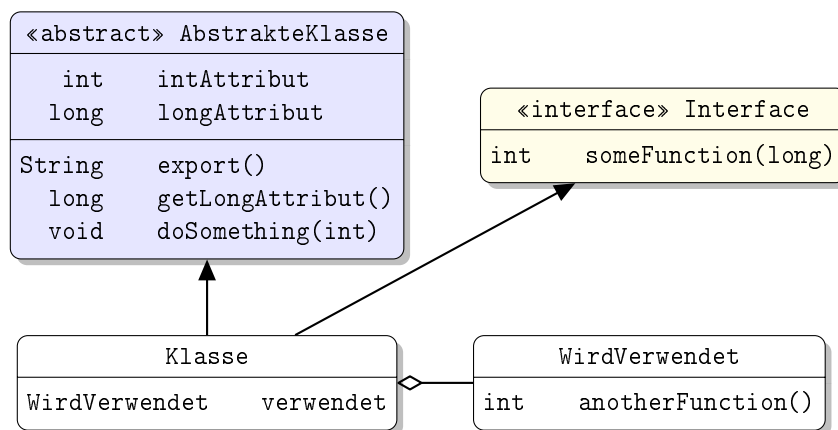 «abstract» AbstrakteKlasse
int intAttribut
long longAttribut
String export()
long getLongAttribut()
void doSomething(int)
«interface» Interface
int someFunction(long)
Klasse
WirdVerwendet verwendet
WirdVerwendet
int anotherFunction()